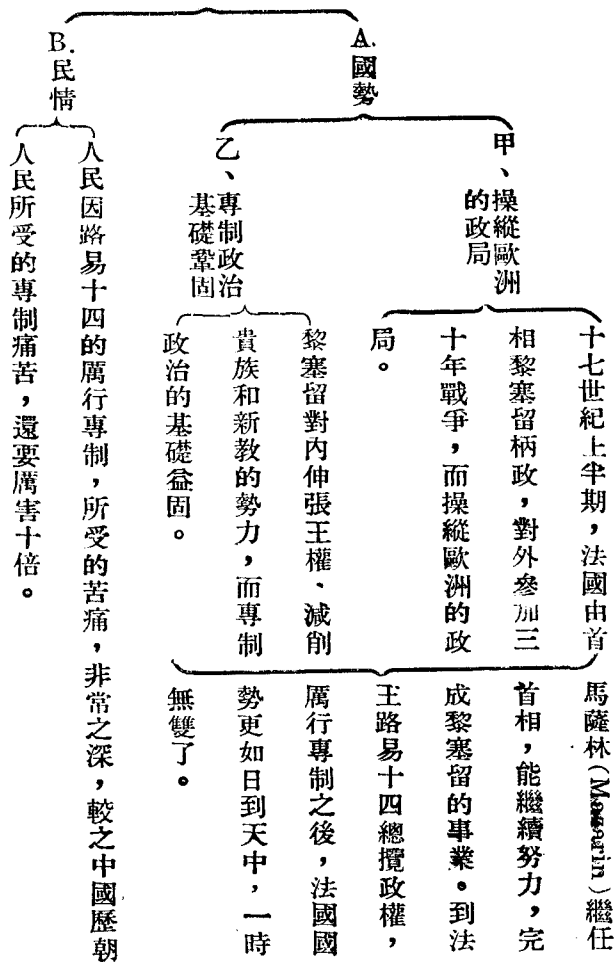 A.國勢
甲、操縱歐洲
的政局
十七世紀上半期，法國由首
相黎塞留柄政，對外參加三
十年戰爭，而操縱歐洲的政
局。
乙、專制政治
基礎鞏固
黎塞留對內伸張王權、減削
貴族和新教的勢力，而專制
政治的基礎益固。
馬薩林(Mazarin)繼任
首相，能繼續努力，完
成黎塞留的事業。到法
王路易十四總攬政權，
厲行專制之後，法國國
勢更如日到天中，一時
無雙了。
B.民情
人民因路易十四的厲行專制，所受的苦痛，非常之深，較之中國歷朝
人民所受的專制痛苦，還要厲害十倍。